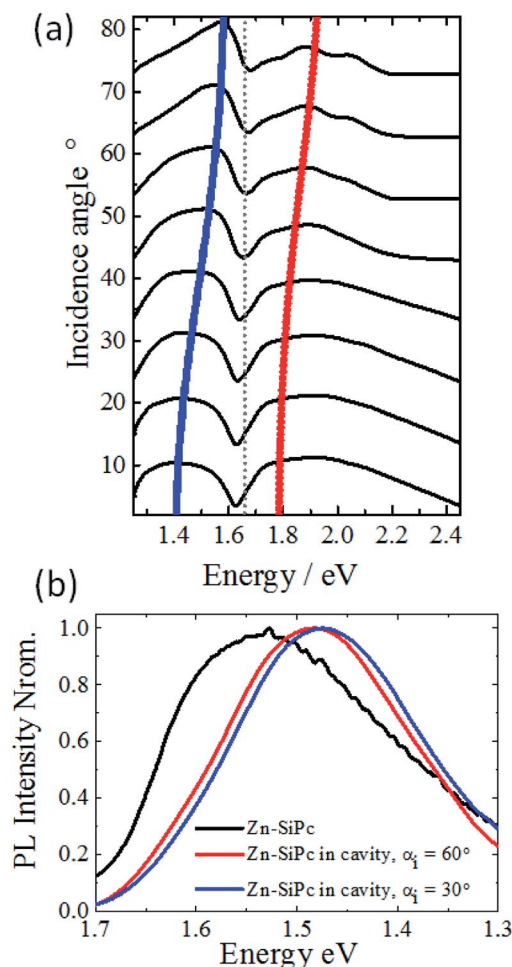 (a)
80
70
60
50
40
30
20
10
Incidence angle °
1.4 1.6 1.8 2.0 2.2 2.4
Energy / eV
(b)
1.0
0.8
0.6
0.4
0.2
0.0
PL Intensity Nrom.
Zn-SiPc
Zn-SiPc in cavity, αi = 60°
Zn-SiPc in cavity, αi = 30°
1.7 1.6 1.5 1.4 1.3
Energy eV